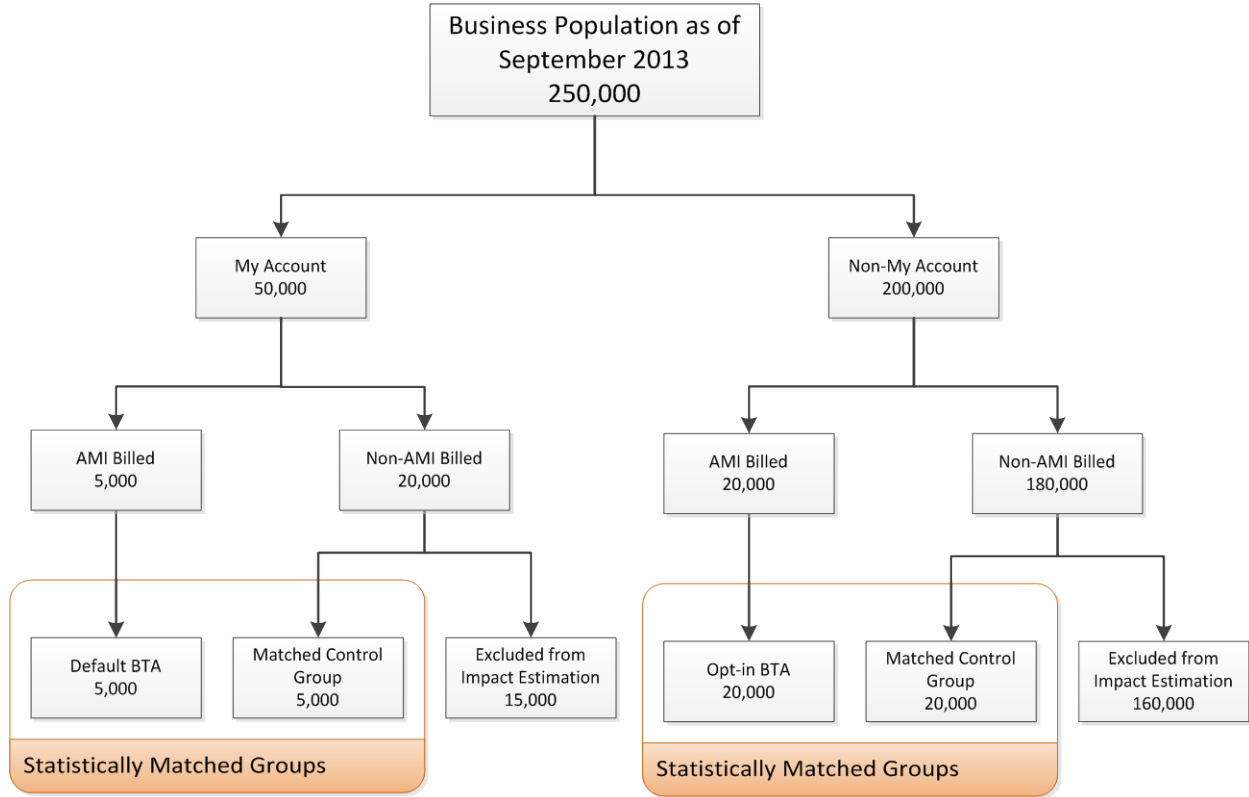 Business Population as of
September 2013
250,000
My Account
50,000
Non-My Account
200,000
AMI Billed
5,000
Non-AMI Billed
20,000
AMI Billed
20,000
Non-AMI Billed
180,000
Default BTA
5,000
Matched Control
Group
5,000
Excluded from
Impact Estimation
15,000
Opt-in BTA
20,000
Matched Control
Group
20,000
Excluded from
Impact Estimation
160,000
Statistically Matched Groups
Statistically Matched Groups